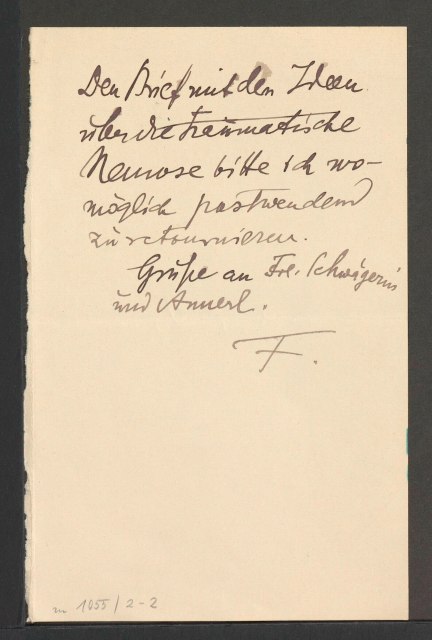 Den Brief mit den Ideen
über die traumatische
Neurose bitte ich wo-
möglich postwendend
zu retournieren.
Grüße an Frl. Schwägerin
und Annerl.
F.
1055/2-2